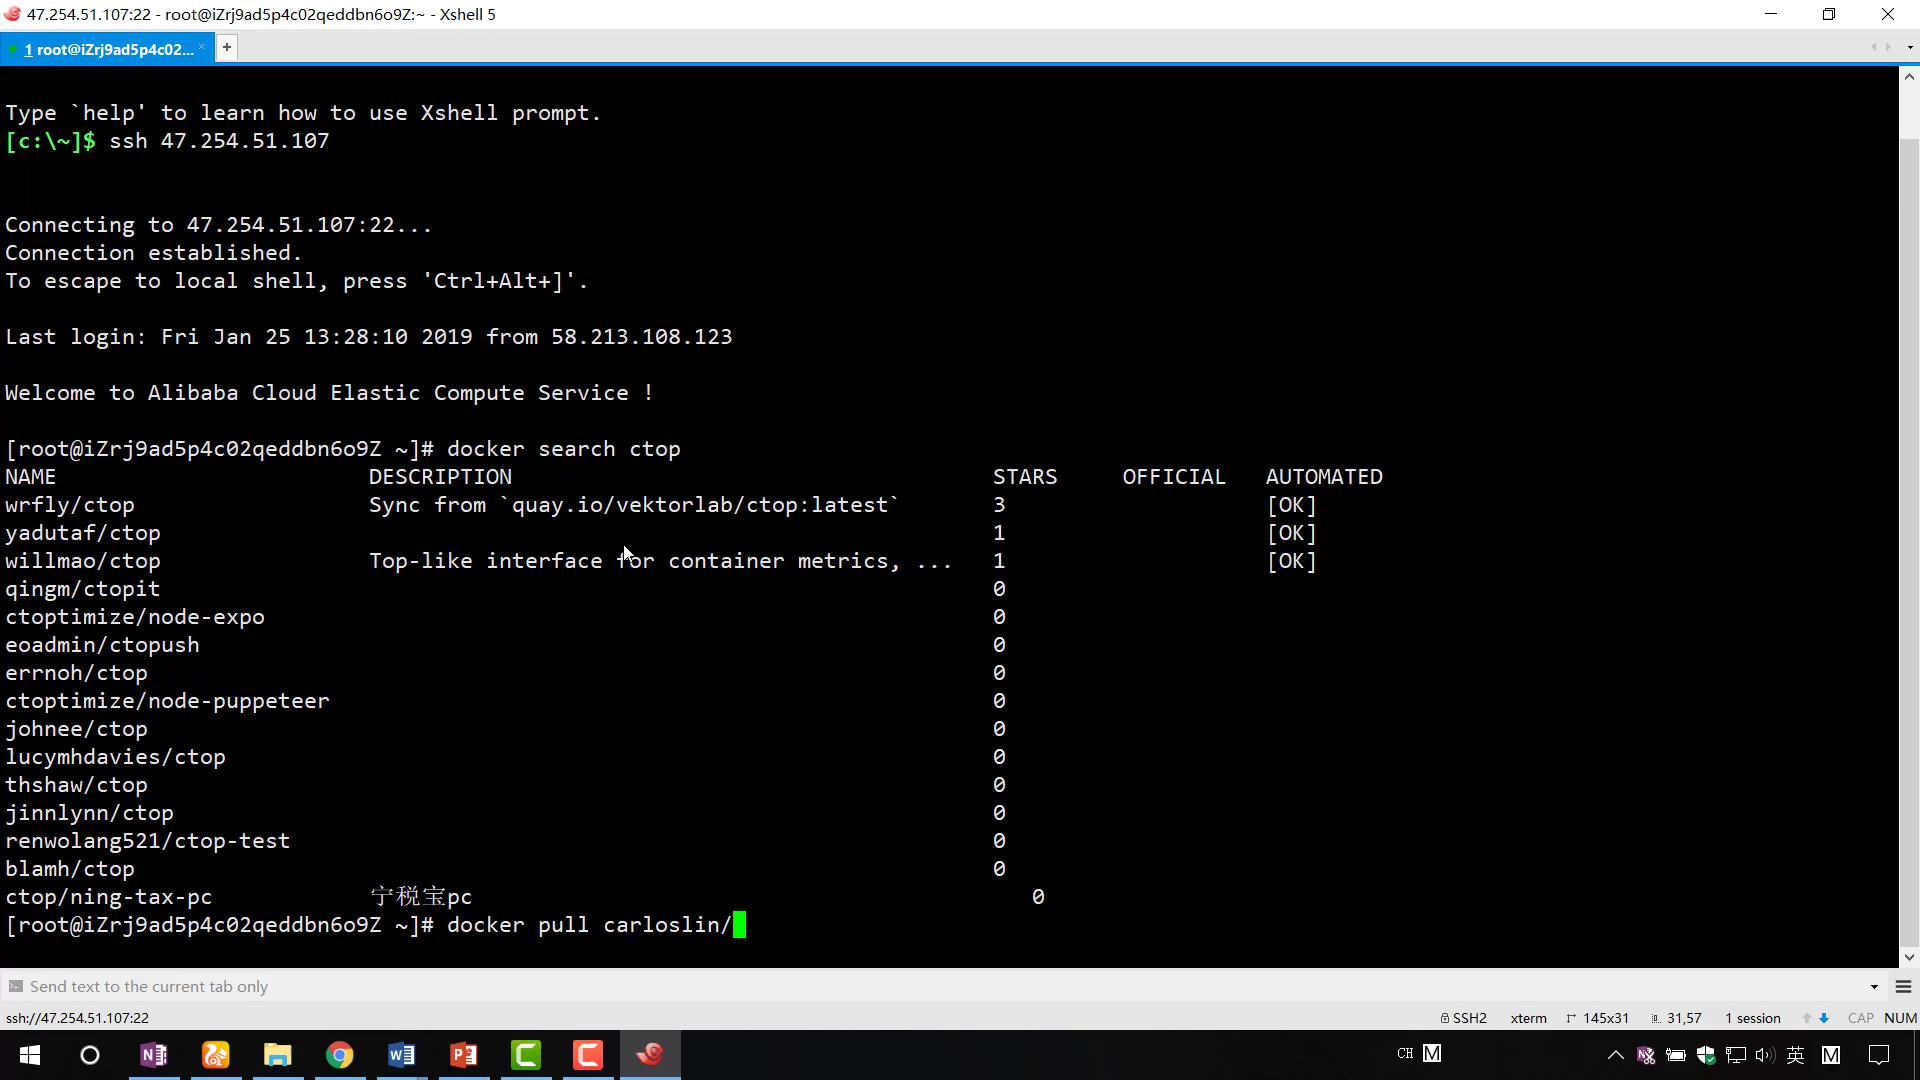 47.254.51.107:22 - root@iZrj9ad5p4c02qeddbn6o9Z:~ - Xshell 5
1 root@iZrj9ad5p4c02...
Type `help' to learn how to use Xshell prompt.
[c:\~]$ ssh 47.254.51.107
Connecting to 47.254.51.107:22...
Connection established.
To escape to local shell, press 'Ctrl+Alt+]'.
Last login: Fri Jan 25 13:28:10 2019 from 58.213.108.123
Welcome to Alibaba Cloud Elastic Compute Service !
[root@iZrj9ad5p4c02qeddbn6o9Z ~]# docker search ctop
NAME DESCRIPTION STARS OFFICIAL AUTOMATED
wrfly/ctop Sync from `quay.io/vektorlab/ctop:latest` 3 [OK]
yadutaf/ctop 1 [OK]
willmao/ctop Top-like interface for container metrics, ... 1 [OK]
qingm/ctopit 0
ctoptimize/node-expo 0
eoadmin/ctopush 0
errnoh/ctop 0
ctoptimize/node-puppeteer 0
johnee/ctop 0
lucymhdavies/ctop 0
thshaw/ctop 0
jinnlynn/ctop 0
renwolang521/ctop-test 0
blamh/ctop 0
ctop/ning-tax-pc 宁税宝pc 0
[root@iZrj9ad5p4c02qeddbn6o9Z ~]# docker pull carloslin/
Send text to the current tab only
ssh://47.254.51.107:22 SSH2 xterm 145x31 31,57 1 session CAP NUM
CH M 英 M